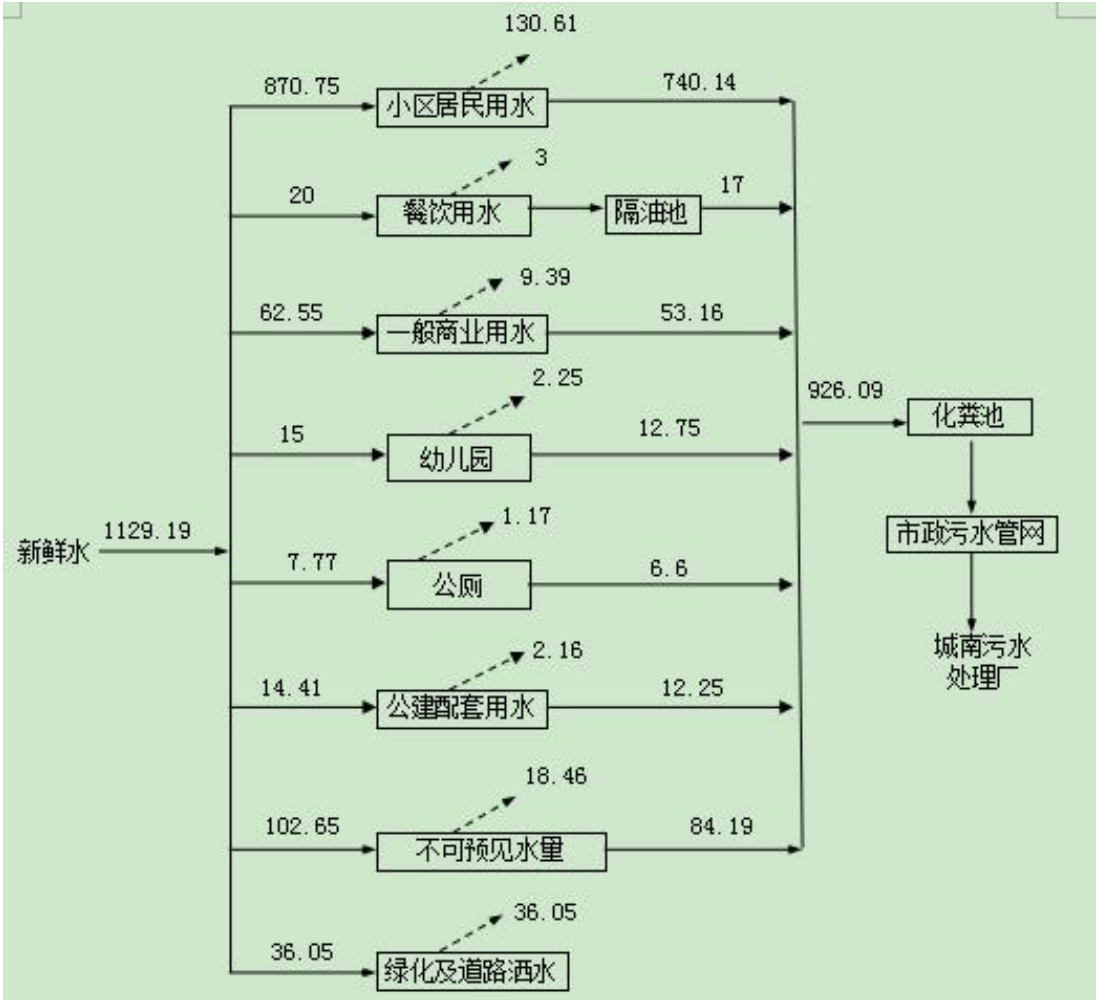 130.61
870.75
小区居民用水
740.14
3
20
餐饮用水
隔油池
17
9.39
62.55
一般商业用水
53.16
2.25
15
幼儿园
12.75
926.09
化粪池
1.17
新鲜水
1129.19
7.77
公厕
6.6
市政污水管网
2.16
14.41
公建配套用水
12.25
城南污水
处理厂
18.46
102.65
不可预见水量
84.19
36.05
36.05
绿化及道路洒水